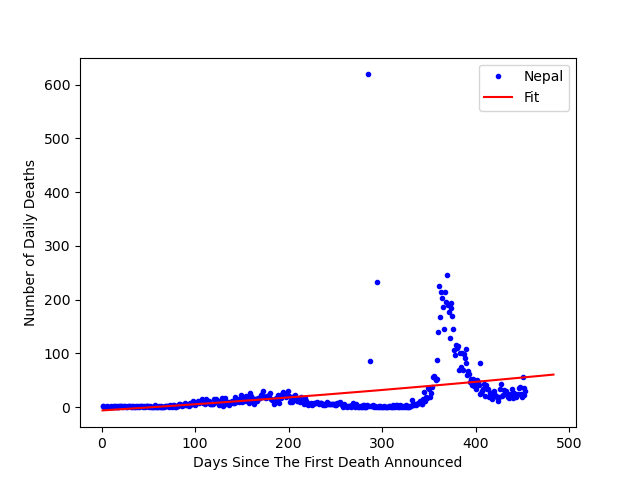 Nepal
Fit
600
500
400
300
200
100
0
Number of Daily Deaths
0 100 200 300 400 500
Days Since The First Death Announced